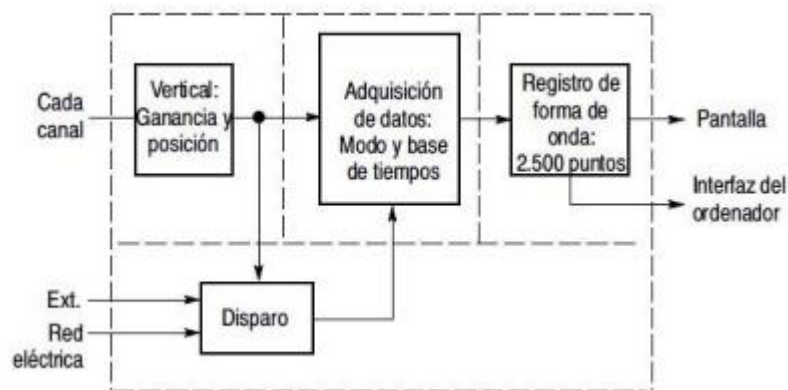 Cada
canal
Vertical:
Ganancia y
posición
Adquisición
de datos:
Modo y base
de tiempos
Registro de
forma de
onda:
2.500 puntos
Pantalla
Interfaz del
ordenador
Ext.
Red
eléctrica
Disparo